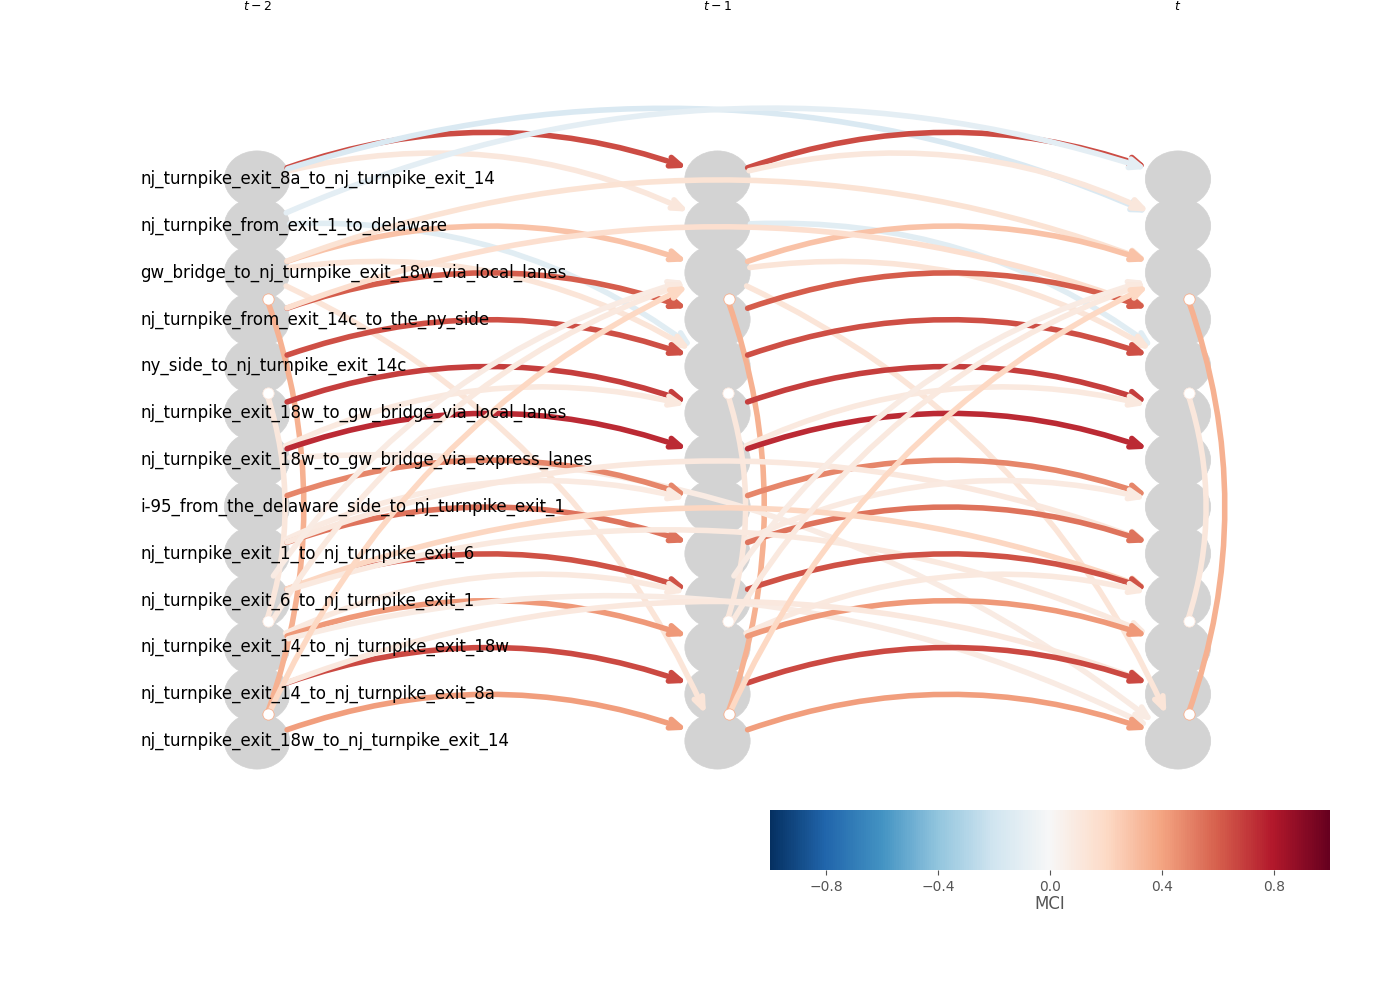 t − 2 t − 1 t
nj_turnpike_exit_8a_to_nj_turnpike_exit_14
nj_turnpike_from_exit_1_to_delaware
gw_bridge_to_nj_turnpike_exit_18w_via_local_lanes
nj_turnpike_from_exit_14c_to_the_ny_side
ny_side_to_nj_turnpike_exit_14c
nj_turnpike_exit_18w_to_gw_bridge_via_local_lanes
nj_turnpike_exit_18w_to_gw_bridge_via_express_lanes
i-95_from_the_delaware_side_to_nj_turnpike_exit_1
nj_turnpike_exit_1_to_nj_turnpike_exit_6
nj_turnpike_exit_6_to_nj_turnpike_exit_1
nj_turnpike_exit_14_to_nj_turnpike_exit_18w
nj_turnpike_exit_14_to_nj_turnpike_exit_8a
nj_turnpike_exit_18w_to_nj_turnpike_exit_14
−0.8 −0.4 0.0 0.4 0.8
MCI